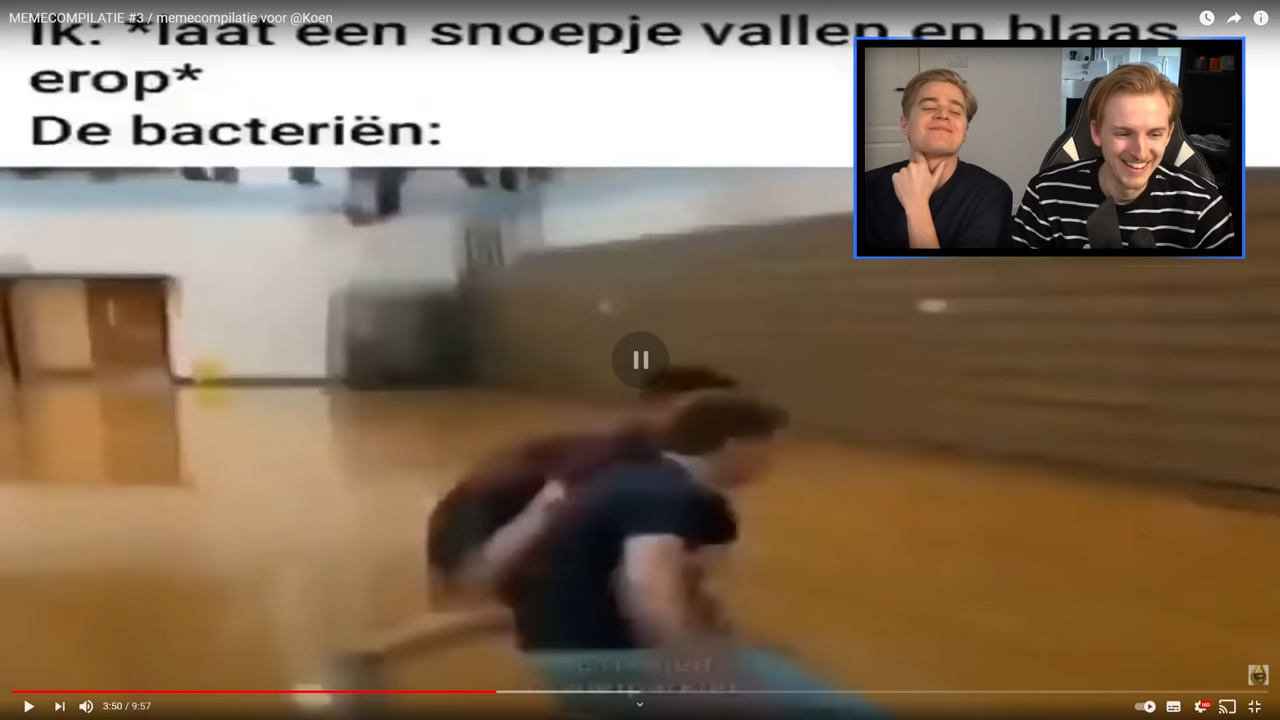 MEMECOMPILATIE #3 / memecompilatie voor @Koen
Ik: *laat een snoepje vallen en blaas
erop*
De bacteriën:
3:50 / 9:57
HD